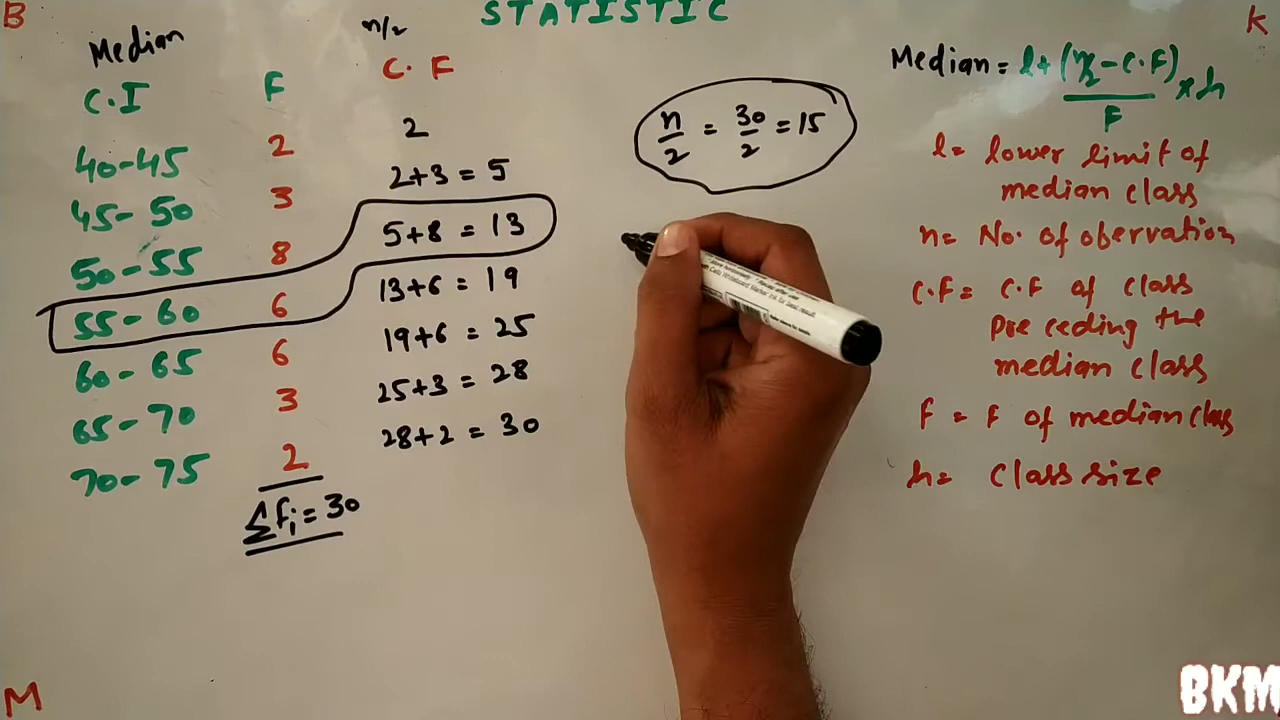 B STATISTIC K
Median n/2
C.I F C.F
40-45 2 2
45-50 3 2+3 = 5
50-55 8 5+8 = 13
55-60 6 13+6 = 19
60-65 6 19+6 = 25
65-70 3 25+3 = 28
70-75 2 28+2 = 30
Σfi = 30
n/2 = 30/2 = 15
Median = l+(n/2-C.F)/F × h
l= lower limit of
median class
n= No. of obervation
C.F= C.F of class
Pre ceding the
median class
F = F of median class
h= class size
M
BKM